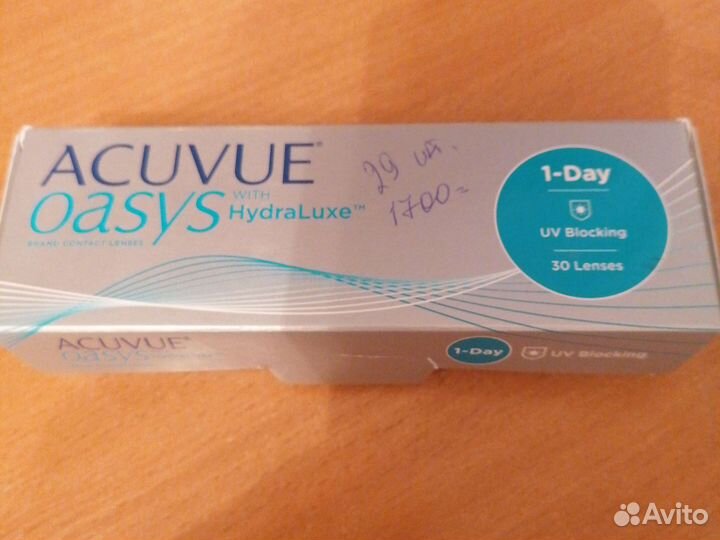 ACUVUE®
oasys WITH HydraLuxe™
BRAND CONTACT LENSES
29 шт.
1700=
1-Day
UV Blocking
30 Lenses
ACUVUE®
oasys
1-Day UV Blocking
Avito